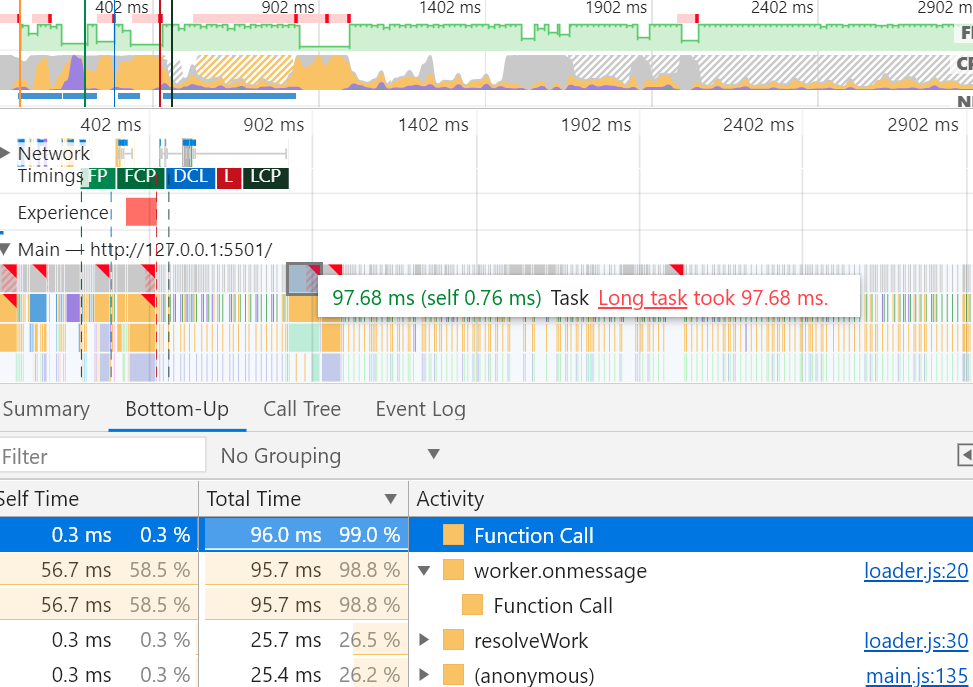 402 ms 902 ms 1402 ms 1902 ms 2402 ms 2902 m
402 ms 902 ms 1402 ms 1902 ms 2402 ms 2902 ms
Network
Timings FP FCP DCL L LCP
Experience
Main — http://127.0.0.1:5501/
97.68 ms (self 0.76 ms) Task Long task took 97.68 ms.
Summary Bottom-Up Call Tree Event Log
Filter No Grouping
Self Time Total Time Activity
0.3 ms 0.3 % 96.0 ms 99.0 % Function Call
56.7 ms 58.5 % 95.7 ms 98.8 % worker.onmessage loader.js:20
56.7 ms 58.5 % 95.7 ms 98.8 % Function Call
0.3 ms 0.3 % 25.7 ms 26.5 % resolveWork loader.js:30
0.3 ms 0.3 % 25.4 ms 26.2 % (anonymous) main.js:135